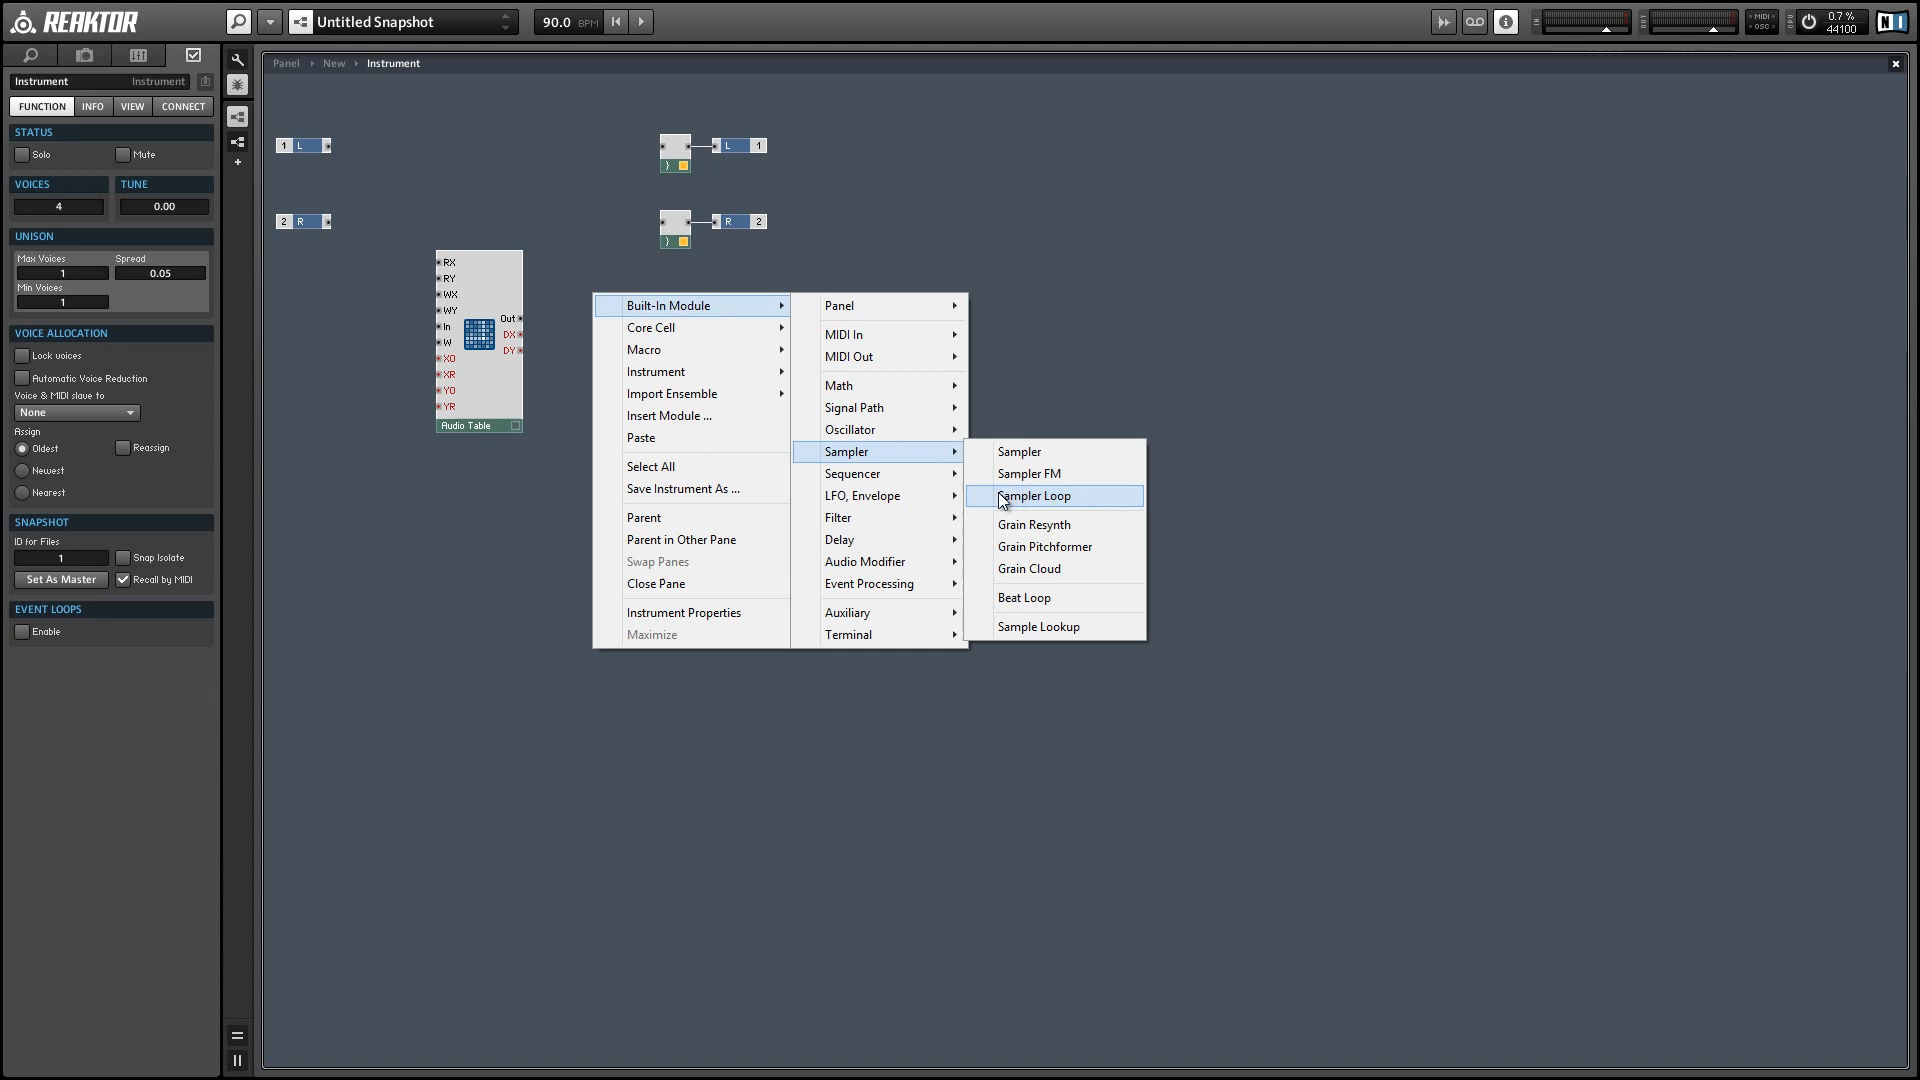 REAKTOR
Untitled Snapshot
90.0 BPM
IN
OUT
MIDI
OSC
CPU
0.7 %
44100
NI
Panel
New
Instrument
Instrument
Instrument
FUNCTION
INFO
VIEW
CONNECT
STATUS
Solo
Mute
VOICES
TUNE
4
0.00
UNISON
Max Voices
Spread
1
0.05
Min Voices
1
VOICE ALLOCATION
Lock voices
Automatic Voice Reduction
Voice & MIDI slave to
None
Assign
Oldest
Reassign
Newest
Nearest
SNAPSHOT
ID for Files
1
Snap Isolate
Set As Master
Recall by MIDI
EVENT LOOPS
Enable
1 L
2 R
L 1
R 2
RX
RY
WX
WY
In
W
XO
XR
YO
YR
Out
DX
DY
Audio Table
Built-In Module
Core Cell
Macro
Instrument
Import Ensemble
Insert Module ...
Paste
Select All
Save Instrument As ...
Parent
Parent in Other Pane
Swap Panes
Close Pane
Instrument Properties
Maximize
Panel
MIDI In
MIDI Out
Math
Signal Path
Oscillator
Sampler
Sequencer
LFO, Envelope
Filter
Delay
Audio Modifier
Event Processing
Auxiliary
Terminal
Sampler
Sampler FM
Sampler Loop
Grain Resynth
Grain Pitchformer
Grain Cloud
Beat Loop
Sample Lookup